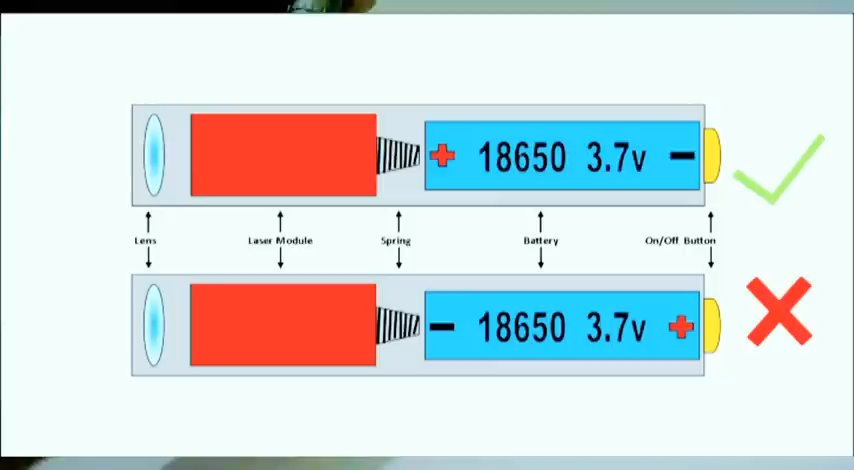 + 18650 3.7v -
Lens Laser Module Spring Battery On/Off Button
- 18650 3.7v +